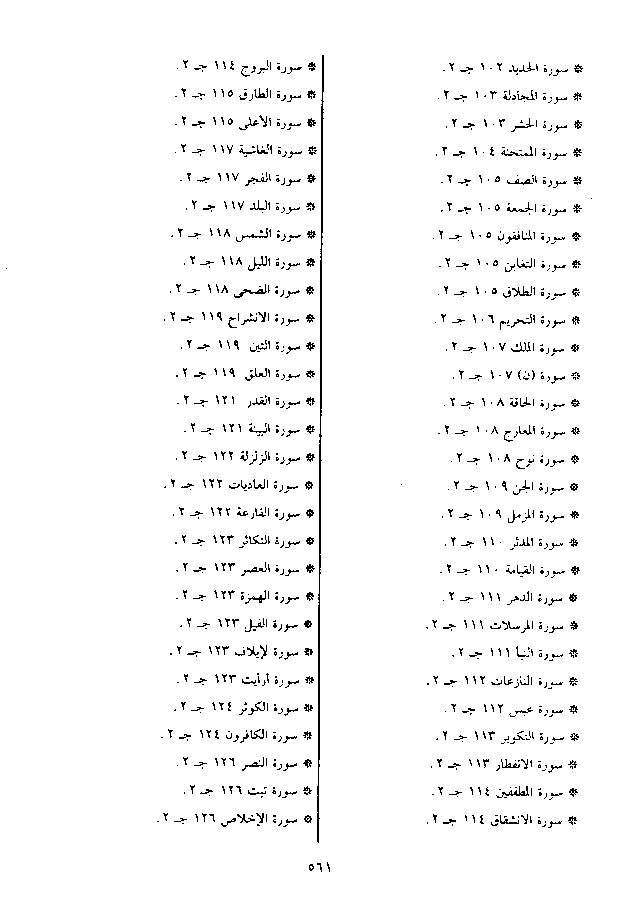 * سورة الحديد ١٠٢ جـ ٢.
* سورة المجادلة ١٠٣ جـ ٢.
* سورة الحشر ١٠٣ جـ ٢.
* سورة الممتحنة ١٠٤ جـ ٢.
* سورة الصف ١٠٥ جـ ٢.
* سورة الجمعة ١٠٥ جـ ٢.
* سورة المنافقون ١٠٥ جـ ٢.
* سورة التغابن ١٠٥ جـ ٢.
* سورة الطلاق ١٠٥ جـ ٢.
* سورة التحريم ١٠٦ جـ ٢.
* سورة الملك ١٠٧ جـ ٢.
* سورة (ن) ١٠٧ جـ ٢.
* سورة الحاقة ١٠٨ جـ ٢.
* سورة المعارج ١٠٨ جـ ٢.
* سورة نوح ١٠٨ جـ ٢.
* سورة الجن ١٠٩ جـ ٢.
* سورة المزمل ١٠٩ جـ ٢.
* سورة المدثر ١١٠ جـ ٢.
* سورة القيامة ١١٠ جـ ٢.
* سورة الدهر ١١١ جـ ٢.
* سورة المرسلات ١١١ جـ ٢.
* سورة النبأ ١١١ جـ ٢.
* سورة النازعات ١١٢ جـ ٢.
* سورة عبس ١١٢ جـ ٢.
* سورة التكوير ١١٣ جـ ٢.
* سورة الانفطار ١١٣ جـ ٢.
* سورة المطففين ١١٤ جـ ٢.
* سورة الانشقاق ١١٤ جـ ٢.
* سورة البروج ١١٤ جـ ٢.
* سورة الطارق ١١٥ جـ ٢.
* سورة الأعلى ١١٥ جـ ٢.
* سورة الغاشية ١١٧ جـ ٢.
* سورة الفجر ١١٧ جـ ٢.
* سورة البلد ١١٧ جـ ٢.
* سورة الشمس ١١٨ جـ ٢.
* سورة الليل ١١٨ جـ ٢.
* سورة الضحى ١١٨ جـ ٢.
* سورة الانشراح ١١٩ جـ ٢.
* سورة التين ١١٩ جـ ٢.
* سورة العلق ١١٩ جـ ٢.
* سورة القدر ١٢١ جـ ٢.
* سورة البينة ١٢١ جـ ٢.
* سورة الزلزلة ١٢٢ جـ ٢.
* سورة العاديات ١٢٢ جـ ٢.
* سورة القارعة ١٢٢ جـ ٢.
* سورة التكاثر ١٢٣ جـ ٢.
* سورة العصر ١٢٣ جـ ٢.
* سورة الهمزة ١٢٣ جـ ٢.
* سورة الفيل ١٢٣ جـ ٢.
* سورة لإيلاف ١٢٣ جـ ٢.
* سورة أرأيت ١٢٣ جـ ٢.
* سورة الكوثر ١٢٤ جـ ٢.
* سورة الكافرون ١٢٤ جـ ٢.
* سورة النصر ١٢٦ جـ ٢.
* سورة تبت ١٢٦ جـ ٢.
* سورة الإخلاص ١٢٦ جـ ٢.
٥٦١